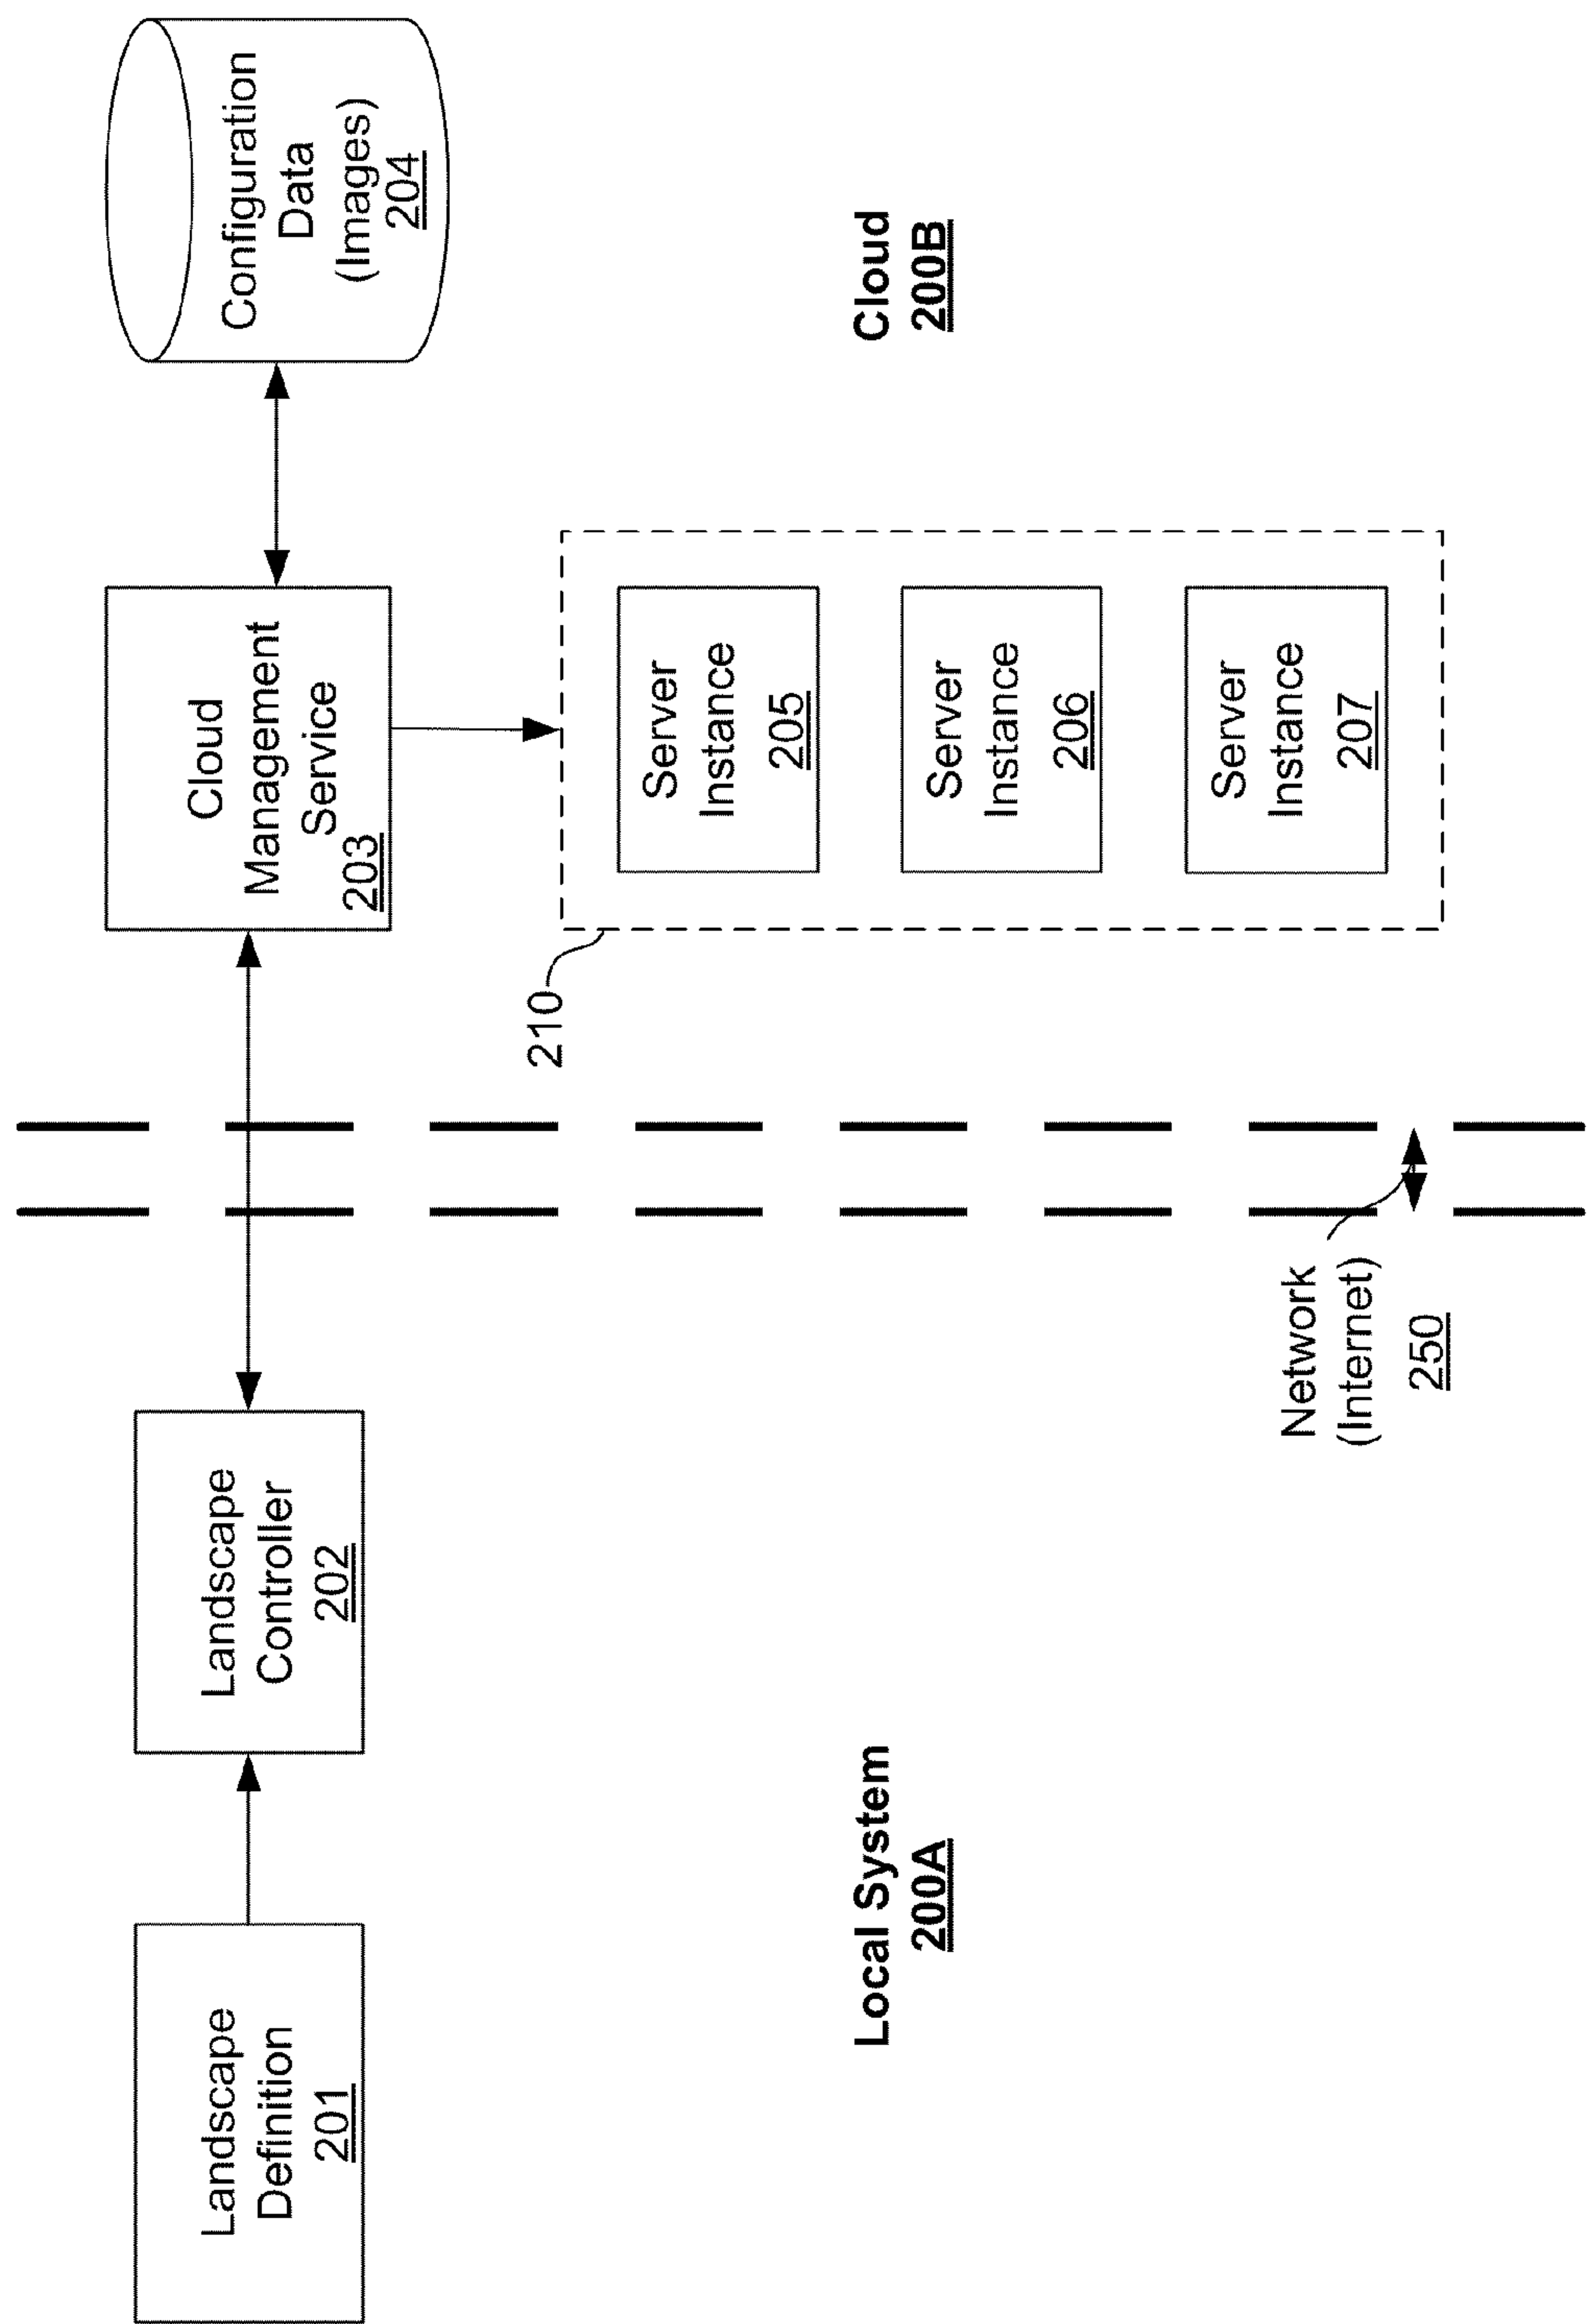 Landscape
Definition
201
Landscape
Controller
202
Cloud
Management
Service
203
Configuration
Data
(Images)
204
210
Server
Instance
205
Server
Instance
206
Server
Instance
207
Local System
200A
Cloud
200B
Network
(Internet)
250